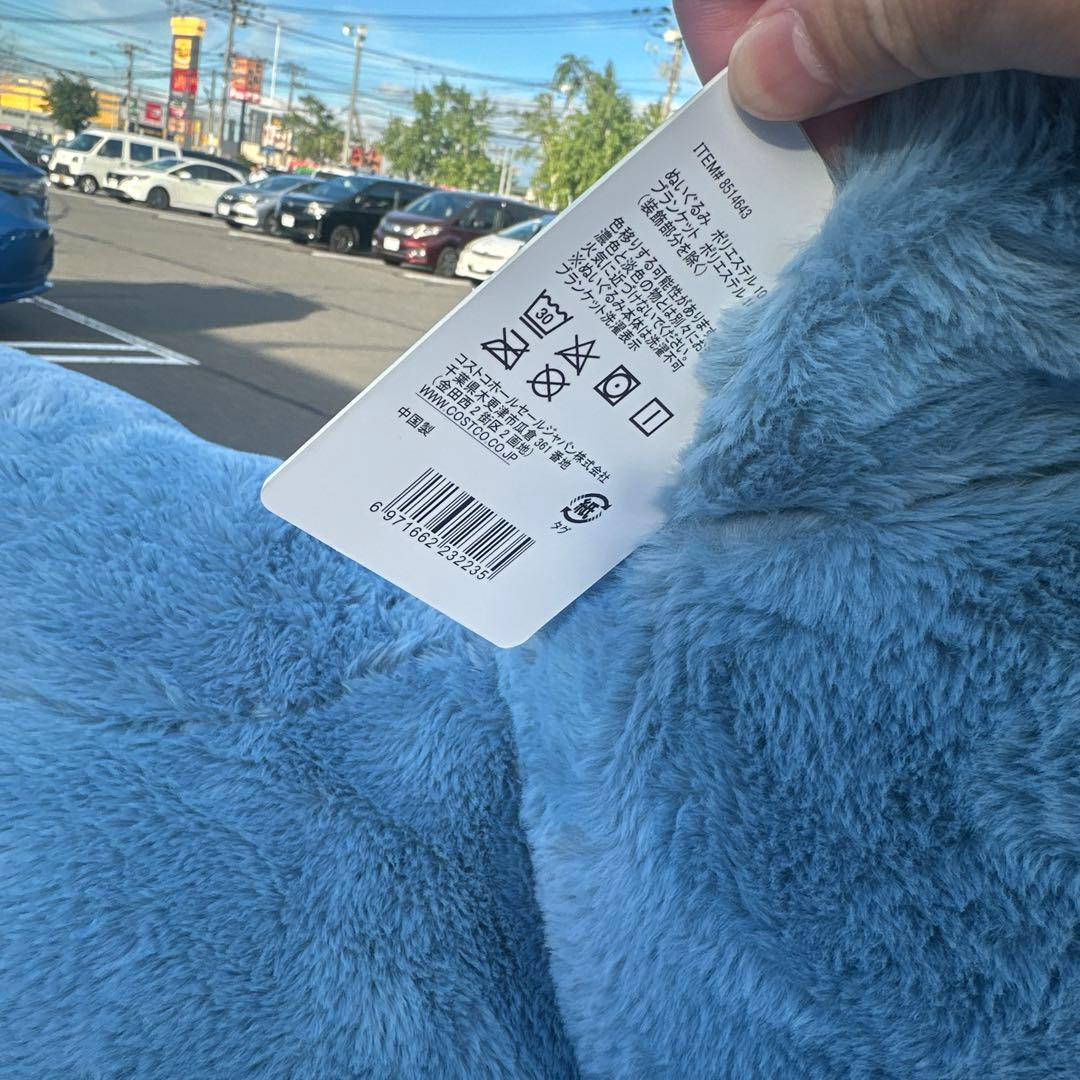 ITEM# 8514643
ぬいぐるみ ポリエステル 10
ブランケット ポリエステル
(装飾部分を除く)
色移りする可能性があります
濃色と淡色の物とは別々にお
火気に近づけないでください。
※ぬいぐるみ本体は洗濯不可
ブランケット洗濯表示
30
コストコホールセールジャパン株式会社
千葉県木更津市瓜倉 361 番地
(金田西 2 街区 2 画地)
WWW.COSTCO.CO.JP
中国製
紙
タグ
6 971662 232235